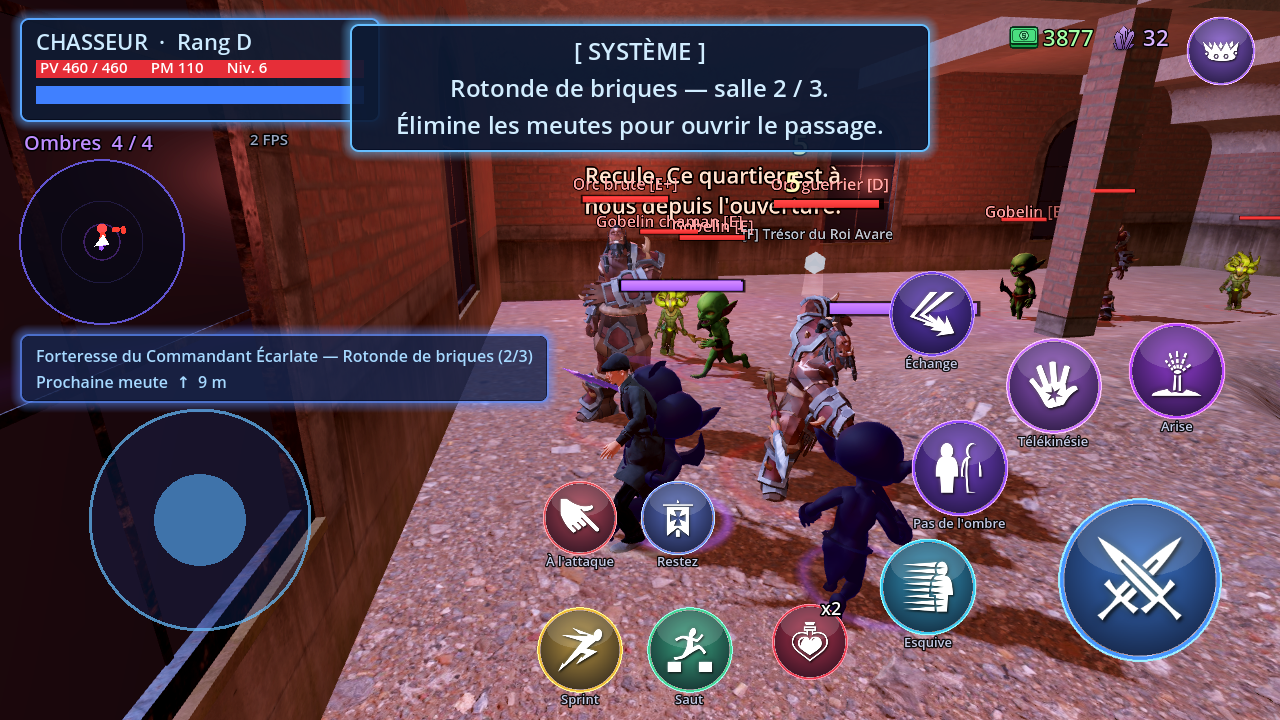 CHASSEUR · Rang D
PV 460 / 460 PM 110 Niv. 6
[ SYSTÈME ]
Rotonde de briques — salle 2 / 3.
Élimine les meutes pour ouvrir le passage.
3877
32
Ombres 4 / 4
2 FPS
5
Recule. Ce quartier est à
nous depuis l'ouverture.
Orc brute [E+]
guerrier [D]
Gobelin chaman [E]
Gobelin [E]
[F] Trésor du Roi Avare
Gobelin [E
Forteresse du Commandant Écarlate — Rotonde de briques (2/3)
Prochaine meute ↑ 9 m
Échange
Télékinésie
Arise
Pas de l'ombre
À l'attaque
Restez
x2
Esquive
Sprint
Saut